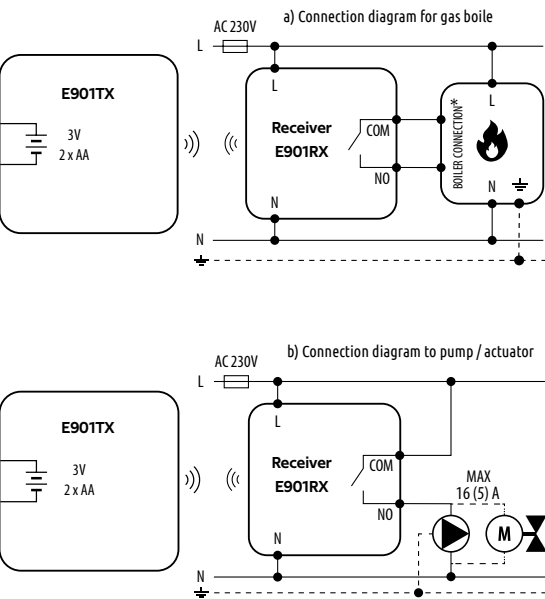 a) Connection diagram for gas boile
AC 230V
L
E901TX
3V
2 x AA
L
Receiver
E901RX
COM
NO
N
BOILER CONNECTION*
L
N
N
b) Connection diagram to pump / actuator
AC 230V
L
E901TX
3V
2 x AA
L
Receiver
E901RX
COM
NO
N
MAX
16 (5) A
M
N